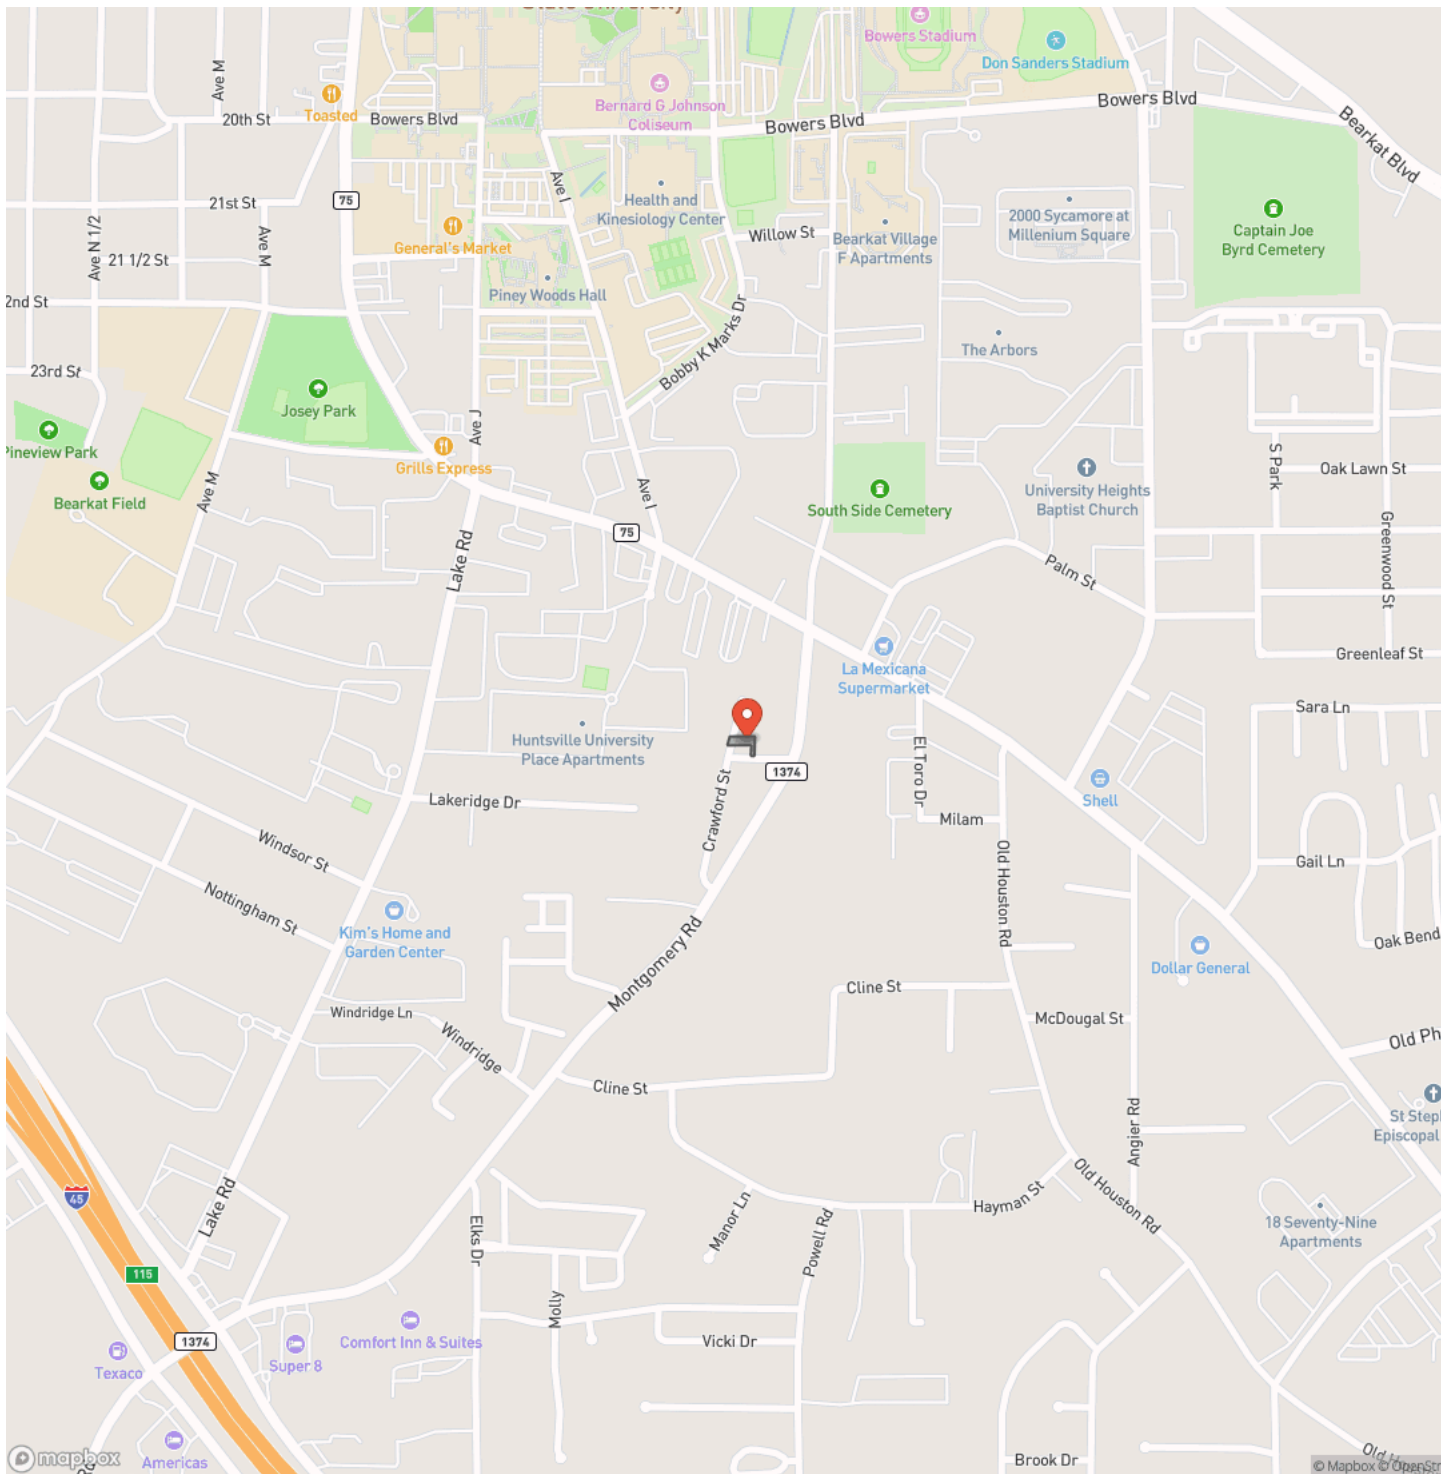 State University
Bowers Stadium
Don Sanders Stadium
Ave M
Toasted
20th St
Bowers Blvd
Bernard G Johnson
Coliseum
Bowers Blvd
Bowers Blvd
Bearkat Blvd
Ave I
75
21st St
Health and
Kinesiology Center
2000 Sycamore at
Millenium Square
Captain Joe
Byrd Cemetery
Ave N 1/2
Ave M
General's Market
Willow St
Bearkat Village
F Apartments
21 1/2 St
Piney Woods Hall
2nd St
Bobby K Marks Dr
The Arbors
23rd St
Josey Park
Ave J
Pineview Park
Grills Express
Bearkat Field
Ave M
Ave I
South Side Cemetery
University Heights
Baptist Church
S Park
Oak Lawn St
75
Lake Rd
Palm St
Greenwood St
La Mexicana
Supermarket
Greenleaf St
Sara Ln
Huntsville University
Place Apartments
1374
El Toro Dr
Shell
Lakeridge Dr
Crawford St
Milam
Windsor St
Old Houston Rd
Gail Ln
Nottingham St
Kim's Home and
Garden Center
Montgomery Rd
Oak Bend
Dollar General
Cline St
Windridge Ln
Windridge
McDougal St
Old Ph
Cline St
Angier Rd
St Step
Episcopal
45
Lake Rd
Elks Dr
Manor Ln
Powell Rd
Hayman St
Old Houston Rd
18 Seventy-Nine
Apartments
115
Molly
1374
Comfort Inn & Suites
Vicki Dr
Texaco
Super 8
Americas
Rd
Brook Dr
mapbox
© Mapbox © OpenStr